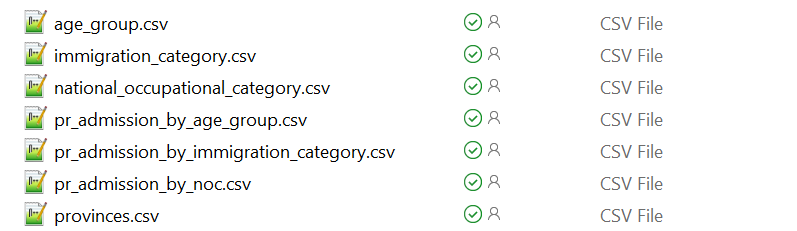 age_group.csv CSV File
immigration_category.csv CSV File
national_occupational_category.csv CSV File
pr_admission_by_age_group.csv CSV File
pr_admission_by_immigration_category.csv CSV File
pr_admission_by_noc.csv CSV File
provinces.csv CSV File